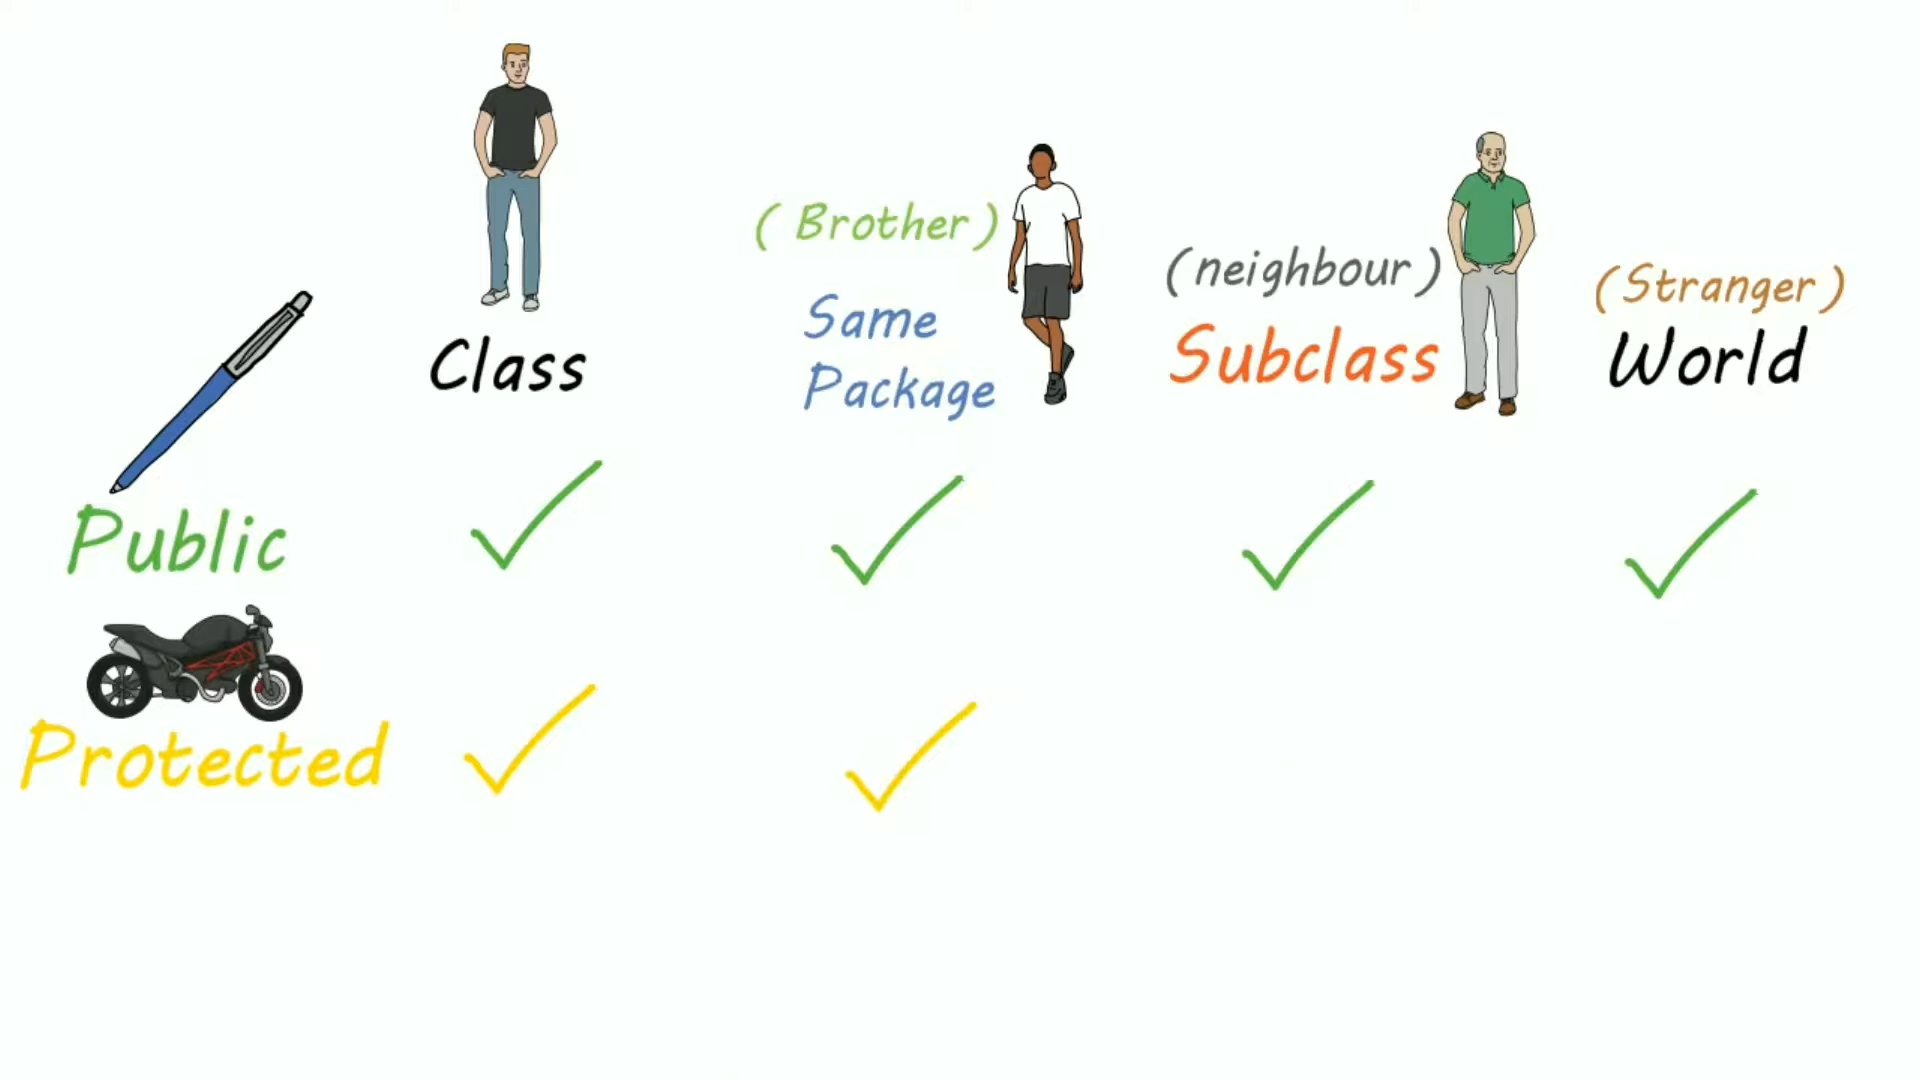 ( Brother )
(neighbour)
(Stranger)
Class
Same
Package
Subclass
World
Public
Protected